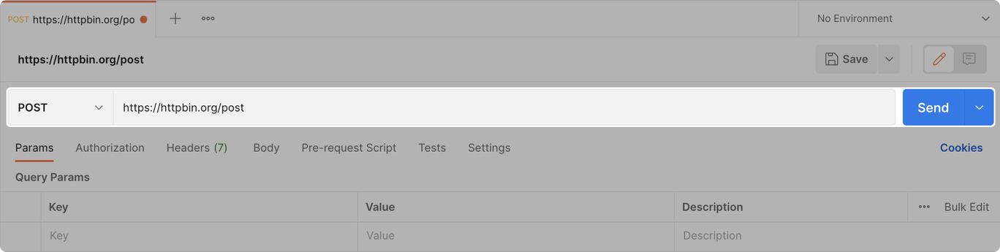 POST https://httpbin.org/po No Environment
https://httpbin.org/post Save
POST https://httpbin.org/post Send
Params Authorization Headers (7) Body Pre-request Script Tests Settings Cookies
Query Params
Key Value Description Bulk Edit
Key Value Description